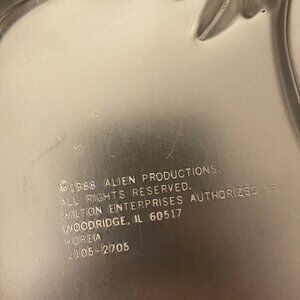 ©1988 ALIEN PRODUCTIONS.
ALL RIGHTS RESERVED.
WILTON ENTERPRISES AUTHORIZED USER
WOODRIDGE, IL 60517
KOREA
2105-2705